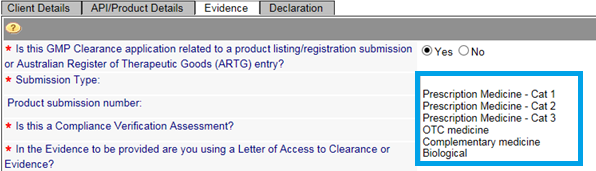 Client Details API/Product Details Evidence Declaration
?
* Is this GMP Clearance application related to a product listing/registration submission
or Australian Register of Therapeutic Goods (ARTG) entry?
Yes No
* Submission Type:
Prescription Medicine - Cat 1
Prescription Medicine - Cat 2
Prescription Medicine - Cat 3
OTC medicine
Complementary medicine
Biological
Product submission number:
* Is this a Compliance Verification Assessment?
* In the Evidence to be provided are you using a Letter of Access to Clearance or
Evidence?